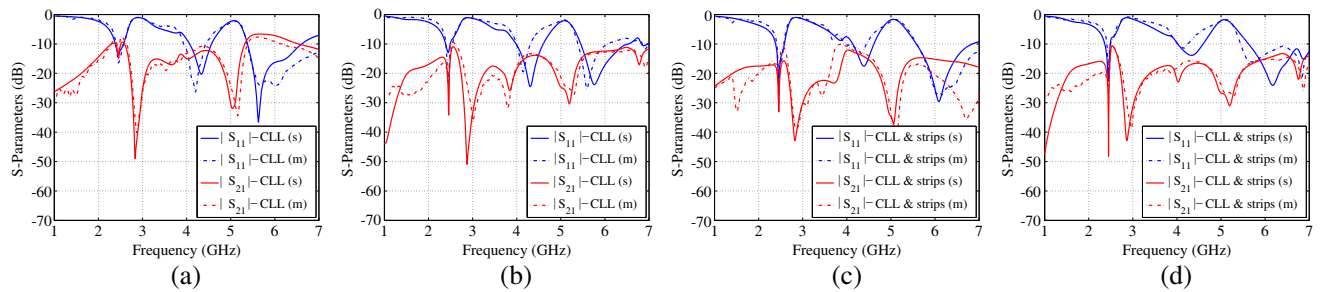 0
-10
-20
-30
-40
-50
-60
-70
S-Parameters (dB)
| S11 |−CLL (s)
| S11 |−CLL (m)
| S21 |−CLL (s)
| S21 |−CLL (m)
1 2 3 4 5 6 7
Frequency (GHz)
(a)
0
-10
-20
-30
-40
-50
-60
-70
S-Parameters (dB)
| S11 |−CLL (s)
| S11 |−CLL (m)
| S21 |−CLL (s)
| S21 |−CLL (m)
1 2 3 4 5 6 7
Frequency (GHz)
(b)
0
-10
-20
-30
-40
-50
-60
-70
S-Parameters (dB)
| S11 |−CLL & strips (s)
| S11 |−CLL & strips (m)
| S21 |−CLL & strips (s)
| S21 |−CLL & strips (m)
1 2 3 4 5 6 7
Frequency (GHz)
(c)
0
-10
-20
-30
-40
-50
-60
-70
S-Parameters (dB)
| S11 |−CLL & strips (s)
| S11 |−CLL & strips (m)
| S21 |−CLL & strips (s)
| S21 |−CLL & strips (m)
1 2 3 4 5 6 7
Frequency (GHz)
(d)